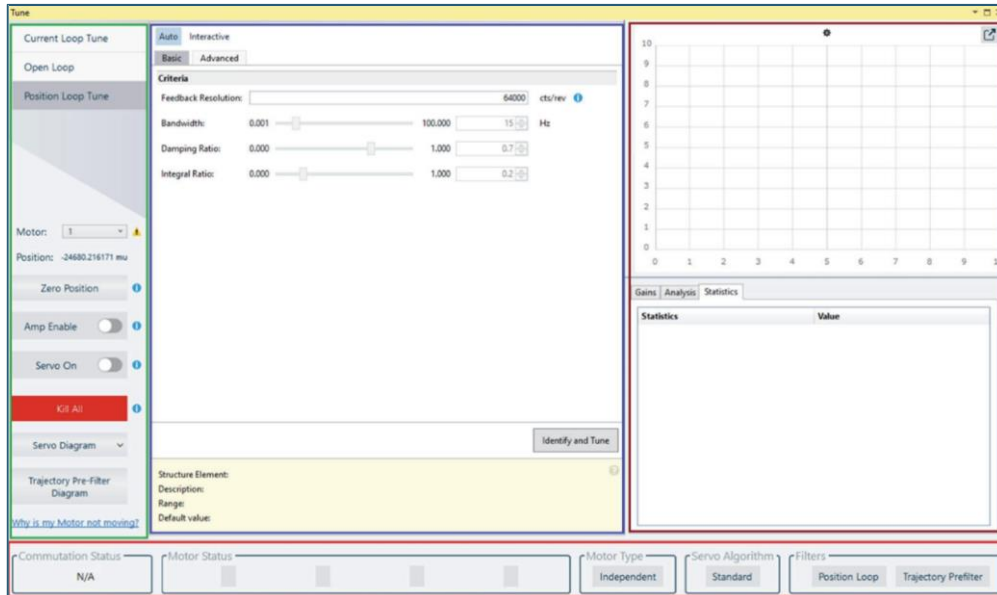 Tune
Current Loop Tune
Open Loop
Position Loop Tune
Motor: 1
Position: -24680.216171 mu
Zero Position
Amp Enable
Servo On
Kill All
Servo Diagram
Trajectory Pre-Filter
Diagram
Why is my Motor not moving?
Auto Interactive
Basic Advanced
Criteria
Feedback Resolution: 64000 cts/rev
Bandwidth: 0.001 100.000 15 Hz
Damping Ratio: 0.000 1.000 0.7
Integral Ratio: 0.000 1.000 0.2
Identify and Tune
Structure Element:
Description:
Range:
Default value:
10
9
8
7
6
5
4
3
2
1
0
0 1 2 3 4 5 6 7 8 9
Gains Analysis Statistics
Statistics Value
Commutation Status
N/A
Motor Status
Motor Type
Independent
Servo Algorithm
Standard
Filters
Position Loop Trajectory Prefilter